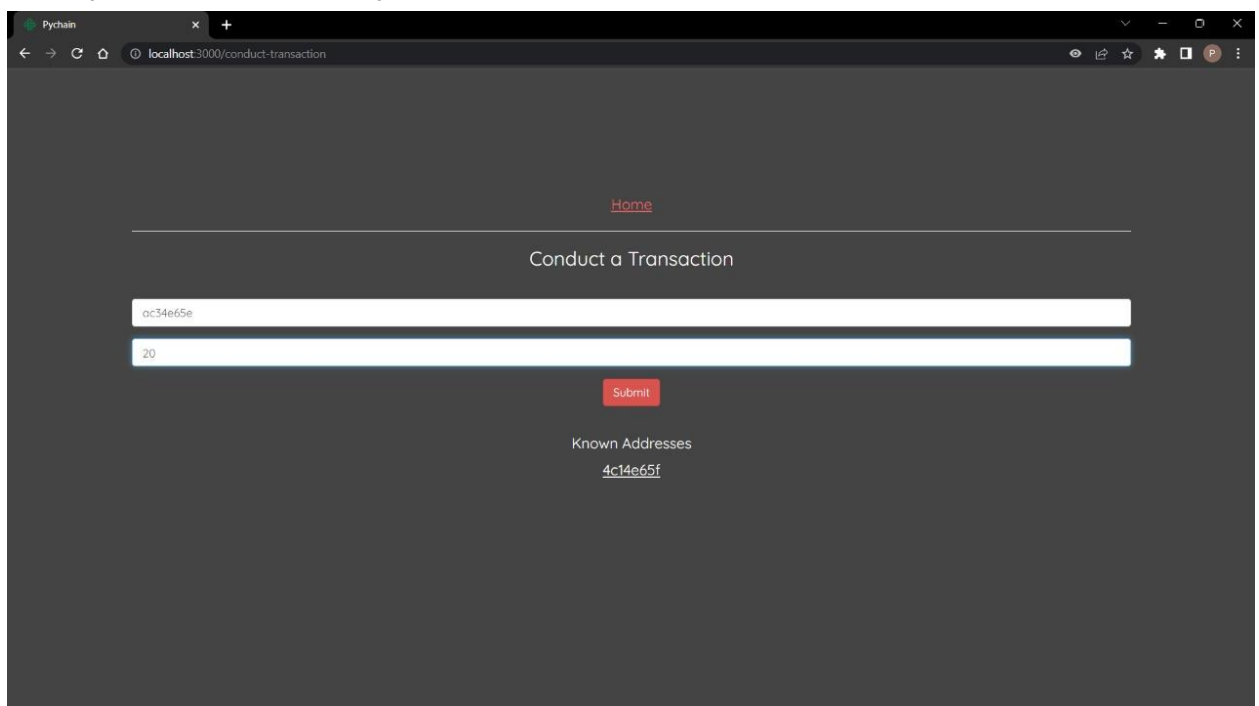 Pychain
localhost:3000/conduct-transaction
P
Home
Conduct a Transaction
ac34e65e
20
Submit
Known Addresses
4c14e65f